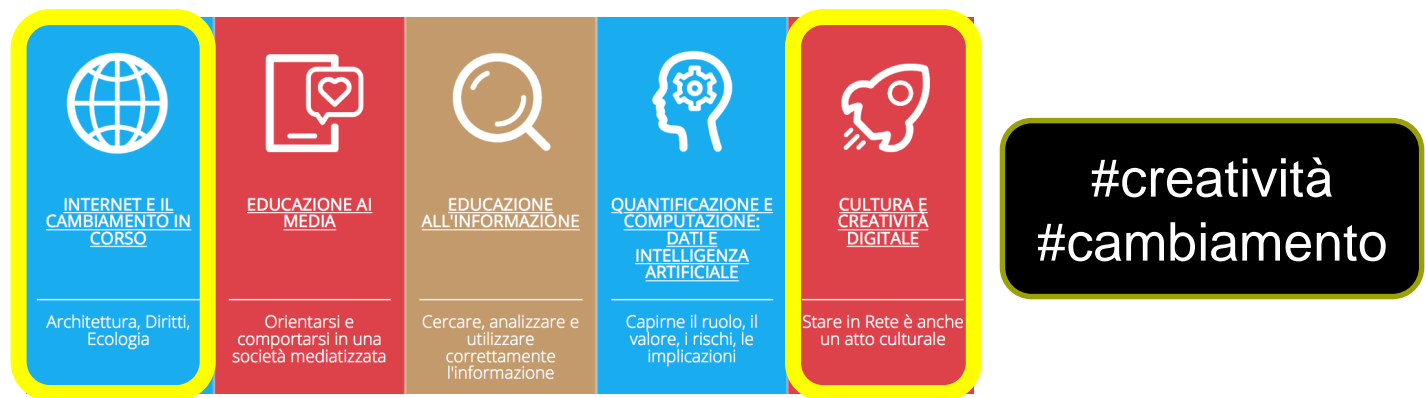 INTERNET E IL
CAMBIAMENTO IN
CORSO
Architettura, Diritti,
Ecologia
EDUCAZIONE AI
MEDIA
Orientarsi e
comportarsi in una
società mediatizzata
EDUCAZIONE
ALL'INFORMAZIONE
Cercare, analizzare e
utilizzare
correttamente
l'informazione
QUANTIFICAZIONE E
COMPUTAZIONE:
DATI E
INTELLIGENZA
ARTIFICIALE
Capirne il ruolo, il
valore, i rischi, le
implicazioni
CULTURA E
CREATIVITÀ
DIGITALE
Stare in Rete è anche
un atto culturale
#creatività
#cambiamento